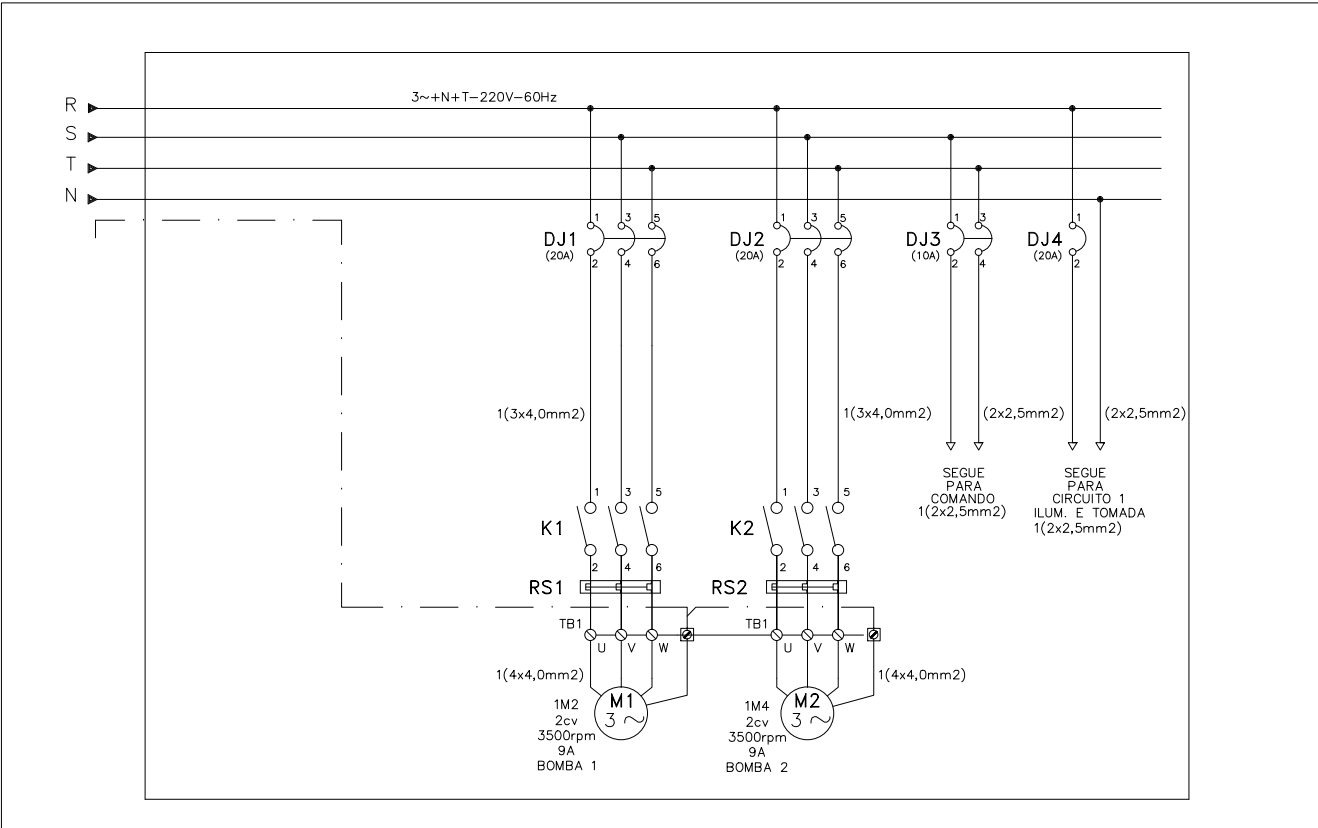 3~+N+T-220V-60Hz
R
S
T
N
1 3 5
1 3 5
1 3
1
DJ1
(20A)
DJ2
(20A)
DJ3
(10A)
DJ4
(20A)
2 4 6
2 4 6
2 4
2
1(3x4,0mm2)
1(3x4,0mm2)
(2x2,5mm2)
(2x2,5mm2)
SEGUE
PARA
COMANDO
1(2x2,5mm2)
SEGUE
PARA
CIRCUITO 1
ILUM. E TOMADA
1(2x2,5mm2)
1 3 5
1 3 5
K1
K2
2 4 6
2 4 6
RS1
RS2
TB1
TB1
U V W
U V W
1(4x4,0mm2)
1(4x4,0mm2)
M1
3 ~
M2
3 ~
1M2
2cv
3500rpm
9A
BOMBA 1
1M4
2cv
3500rpm
9A
BOMBA 2